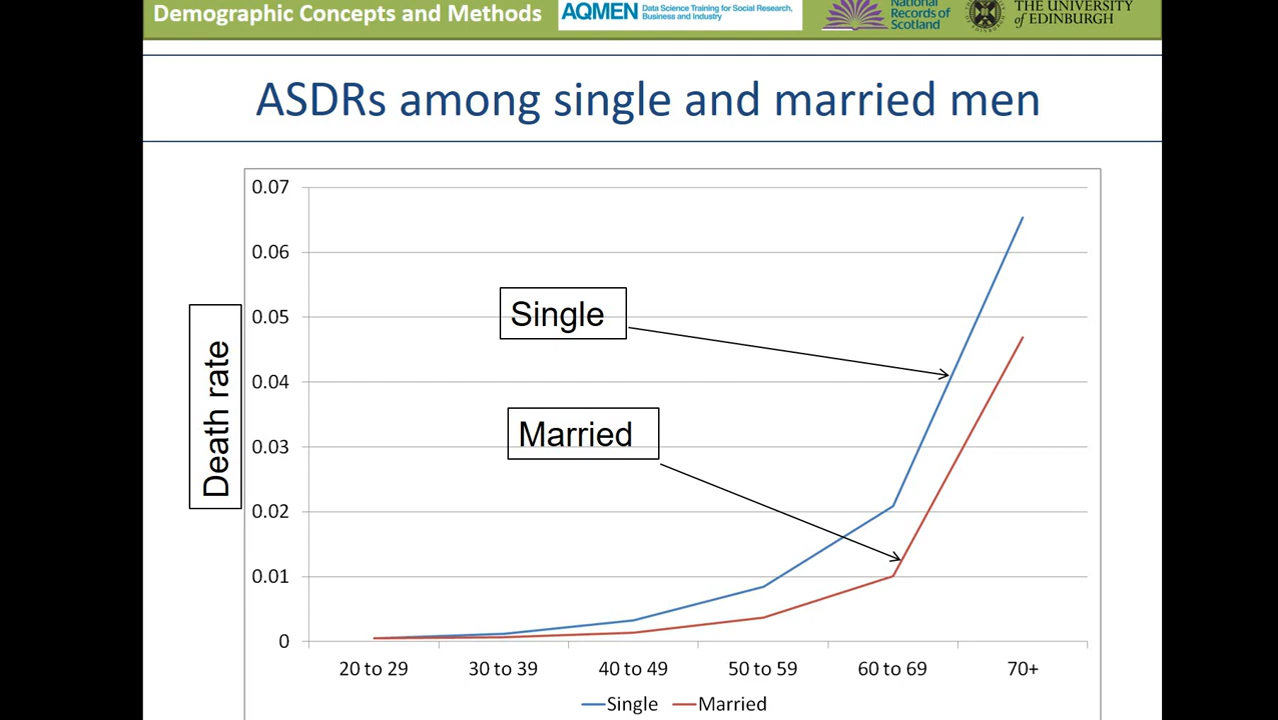 Demographic Concepts and Methods
AQMEN
Data Science Training for Social Research,
Business and Industry
National
Records of
Scotland
THE UNIVERSITY
of EDINBURGH
ASDRs among single and married men
0.07
0.06
0.05
0.04
0.03
0.02
0.01
0
Death rate
Single
Married
20 to 29
30 to 39
40 to 49
50 to 59
60 to 69
70+
Single
Married